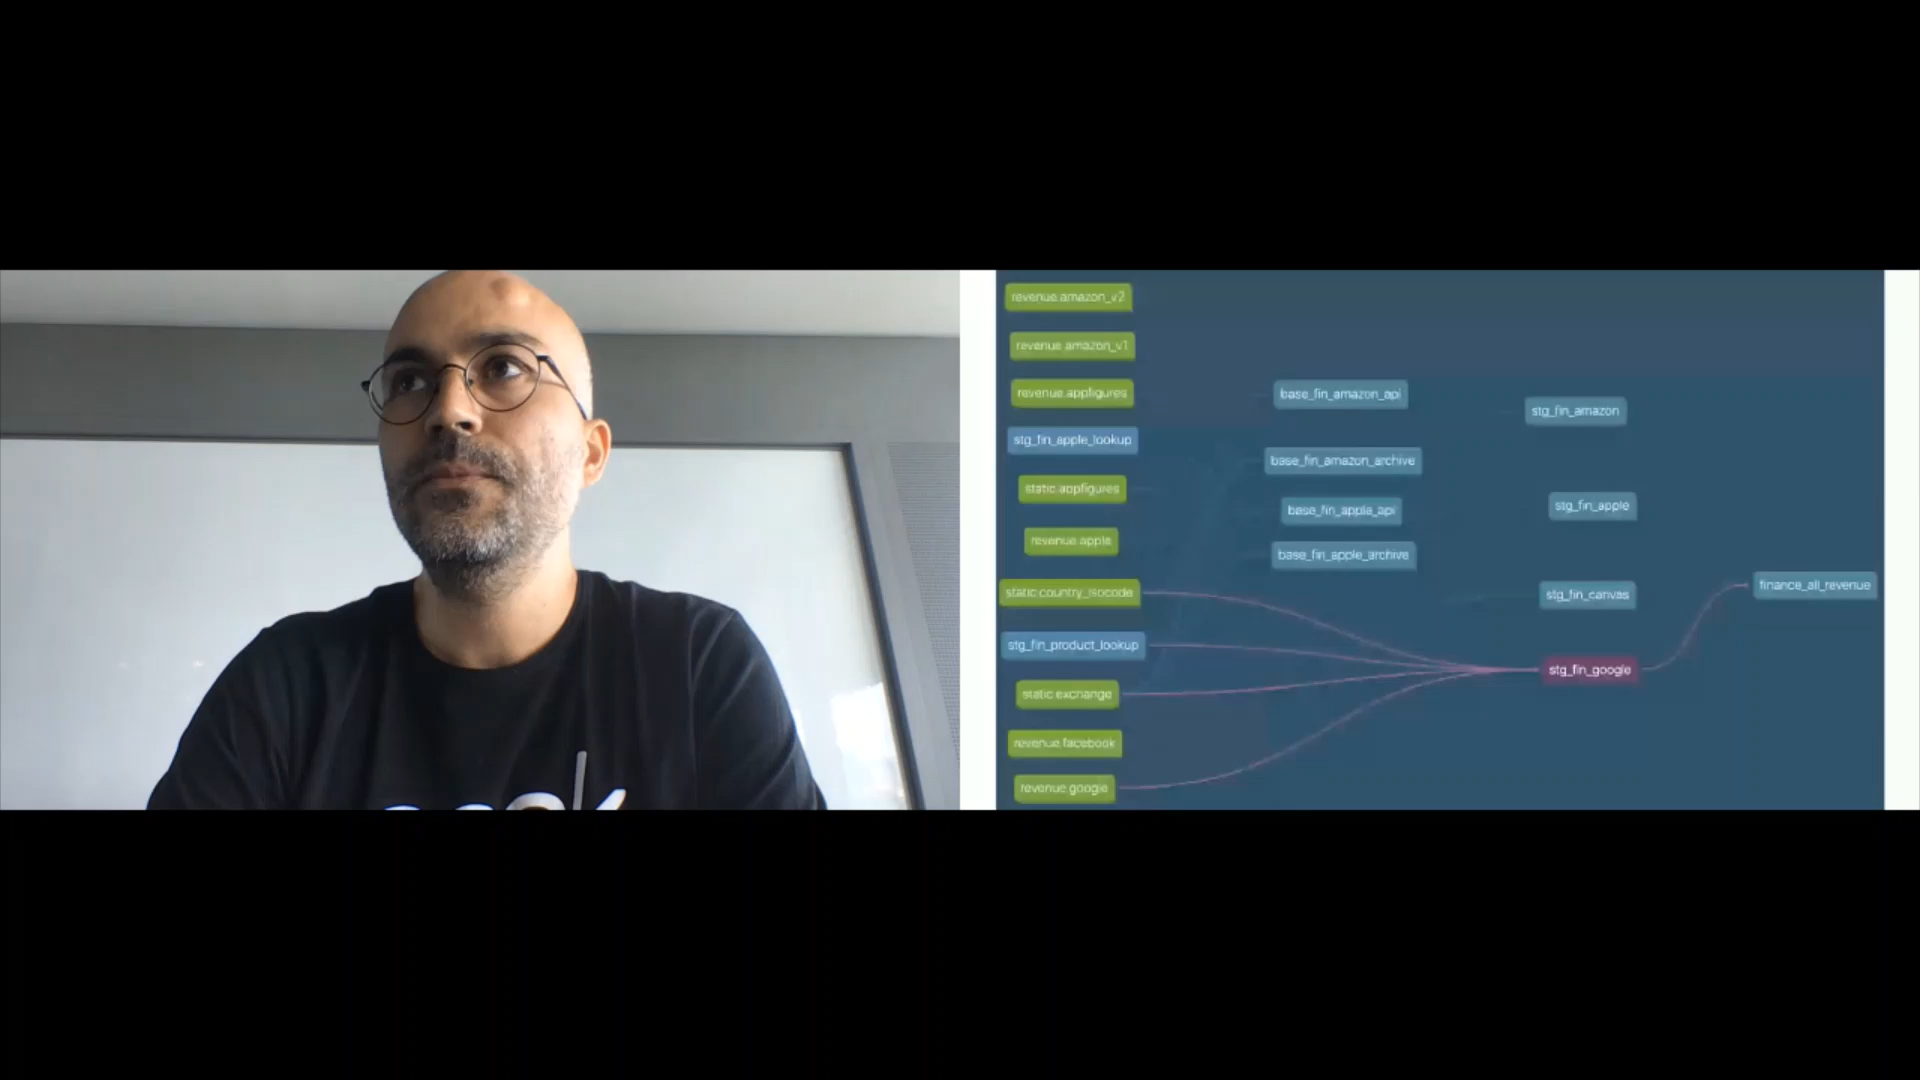 revenue.amazon_v2
revenue.amazon_v1
revenue.appfigures
stg_fin_apple_lookup
static.appfigures
revenue.apple
static.country_isocode
stg_fin_product_lookup
static.exchange
revenue.facebook
revenue.google
base_fin_amazon_api
base_fin_amazon_archive
base_fin_apple_api
base_fin_apple_archive
stg_fin_amazon
stg_fin_apple
stg_fin_canvas
stg_fin_google
finance_all_revenue